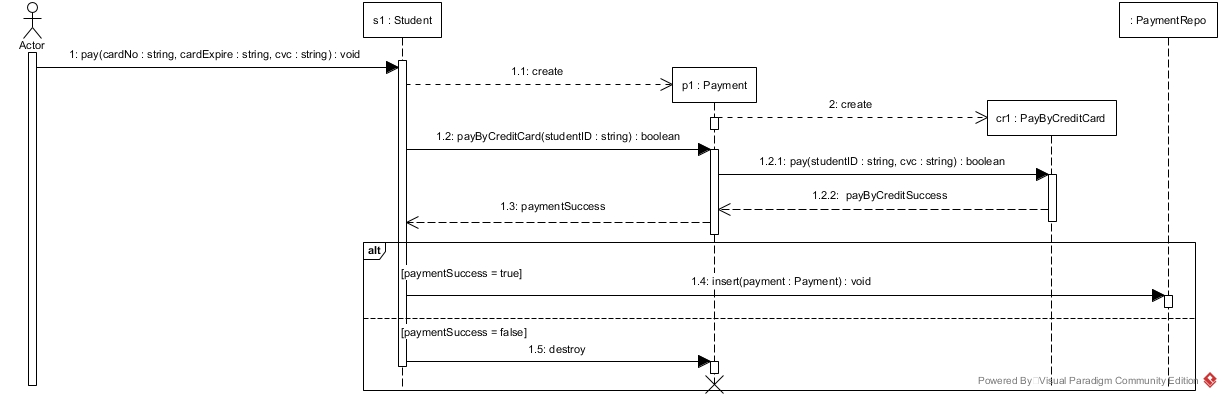 s1 : Student
: PaymentRepo
Actor
1: pay(cardNo : string, cardExpire : string, cvc : string) : void
1.1: create
p1 : Payment
2: create
cr1 : PayByCreditCard
1.2: payByCreditCard(studentID : string) : boolean
1.2.1: pay(studentID : string, cvc : string) : boolean
1.2.2:  payByCreditSuccess
1.3: paymentSuccess
alt
[paymentSuccess = true]
1.4: insert(payment : Payment) : void
[paymentSuccess = false]
1.5: destroy
Powered By Visual Paradigm Community Edition